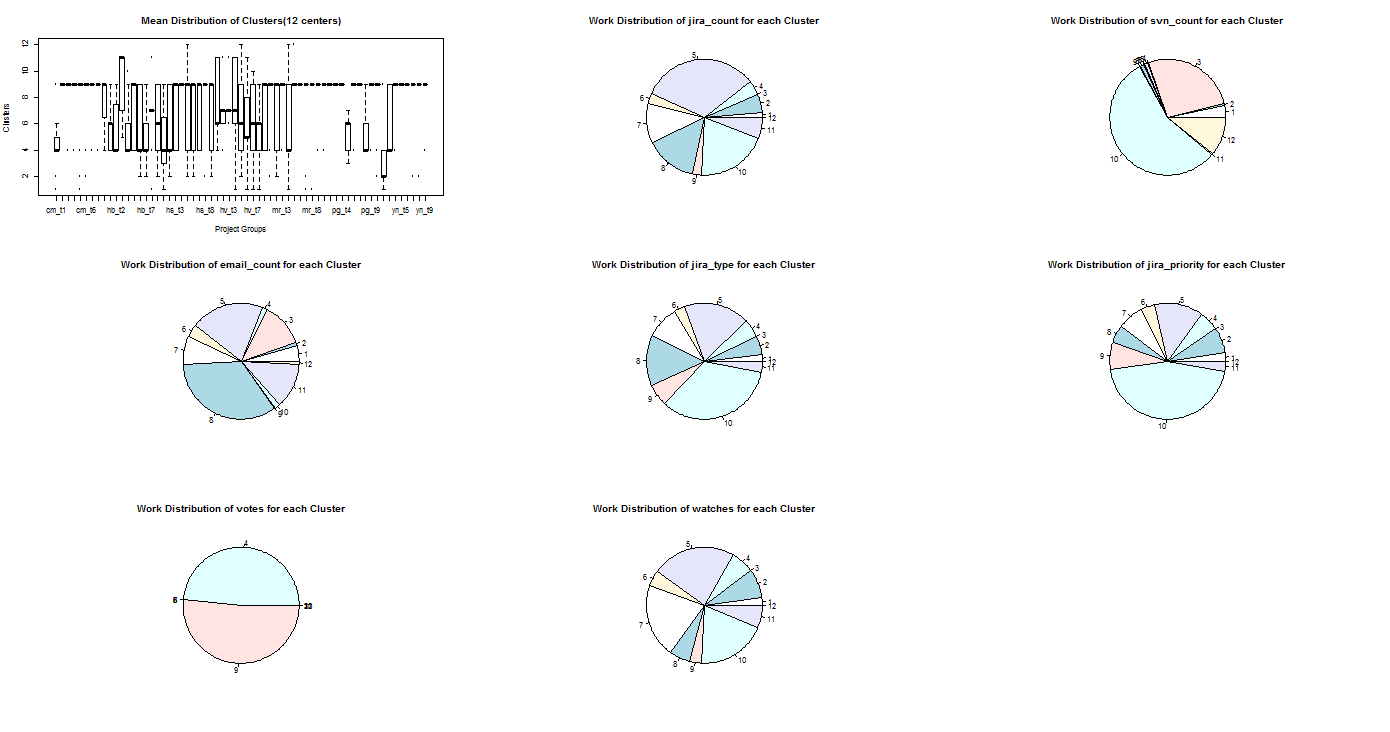 Mean Distribution of Clusters(12 centers)
Clusters
12
10
8
6
4
2
cm_t1 cm_t6 hb_t2 hb_t7 hs_t3 hs_t8 hv_t3 hv_t7 mr_t3 mr_t8 pg_t4 pg_t9 yn_t5 yn_t9
Project Groups
Work Distribution of jira_count for each Cluster
1 2 3 4 5 6 7 8 9 10 11 12
Work Distribution of svn_count for each Cluster
1 2 3 10 11 12
Work Distribution of email_count for each Cluster
1 2 3 4 5 6 7 8 9 10 11 12
Work Distribution of jira_type for each Cluster
1 2 3 4 5 6 7 8 9 10 11 12
Work Distribution of jira_priority for each Cluster
1 2 3 4 5 6 7 8 9 10 11 12
Work Distribution of votes for each Cluster
4 9
Work Distribution of watches for each Cluster
1 2 3 4 5 6 7 8 9 10 11 12